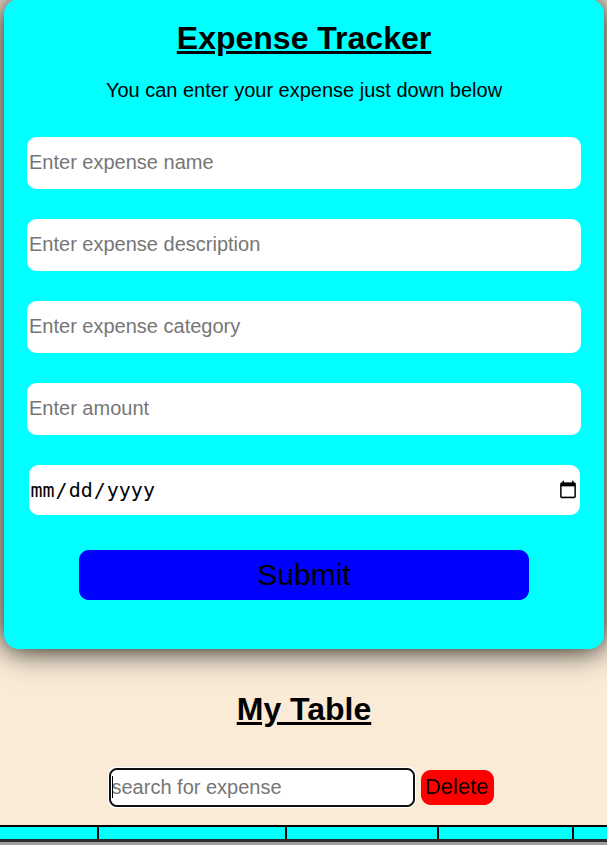 Expense Tracker
You can enter your expense just down below
Enter expense name
Enter expense description
Enter expense category
Enter amount
mm/dd/yyyy
Submit
My Table
search for expense Delete